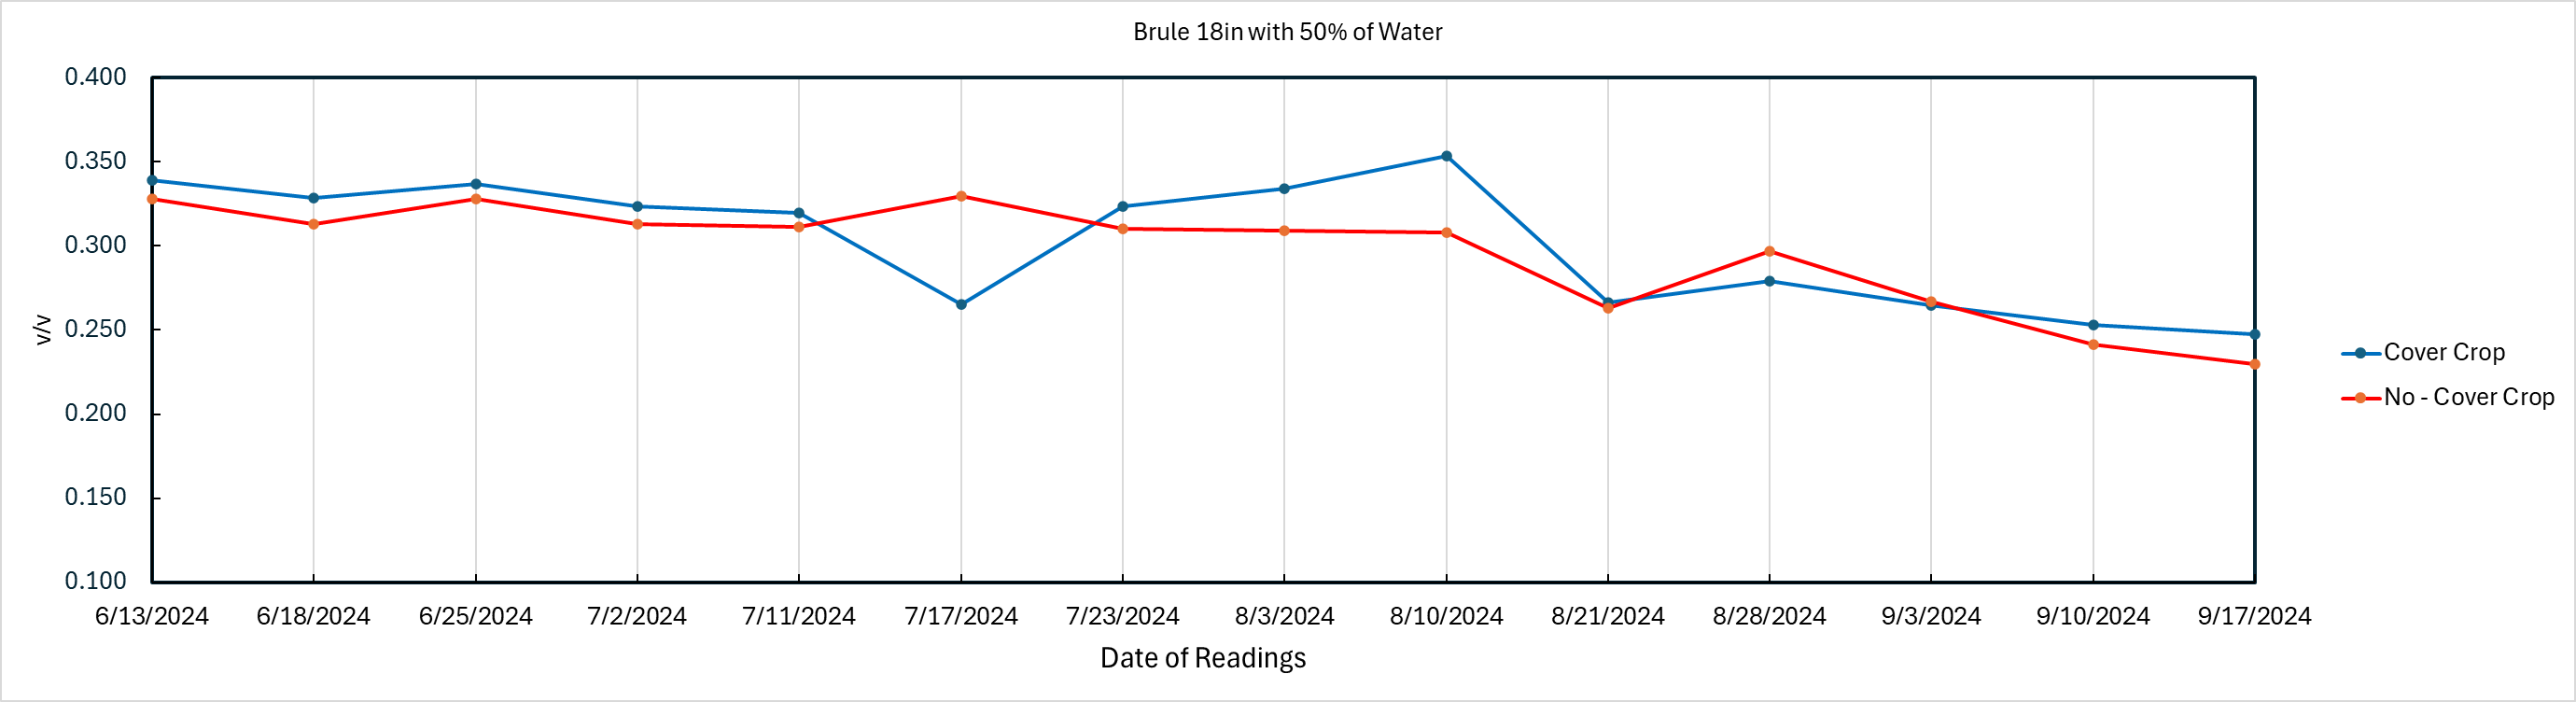 Brule 18in with 50% of Water
0.400
0.350
0.300
0.250
0.200
0.150
0.100
v/v
6/13/2024 6/18/2024 6/25/2024 7/2/2024 7/11/2024 7/17/2024 7/23/2024 8/3/2024 8/10/2024 8/21/2024 8/28/2024 9/3/2024 9/10/2024 9/17/2024
Date of Readings
Cover Crop
No - Cover Crop